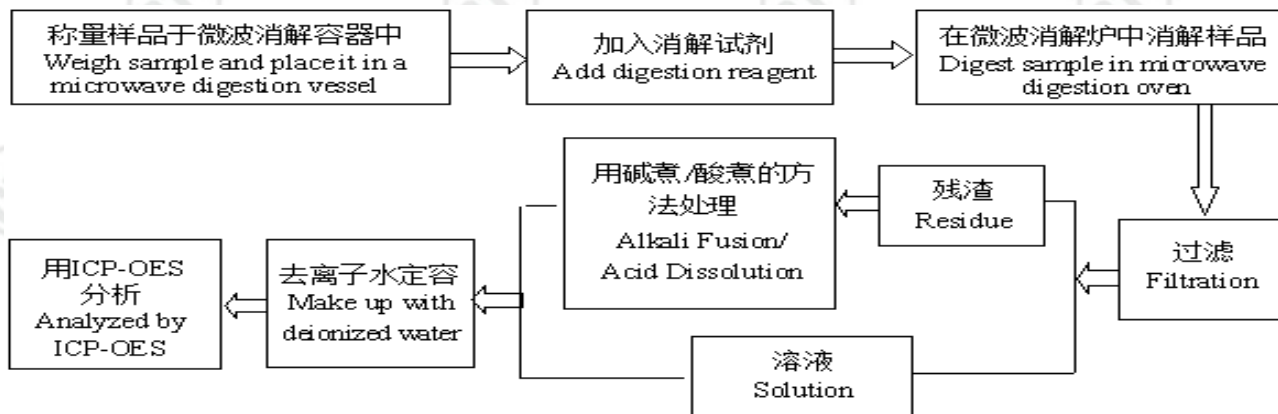 称量样品于微波消解容器中
Weigh sample and place it in a
microwave digestion vessel
加入消解试剂
Add digestion reagent
在微波消解炉中消解样品
Digest sample in microwave
digestion oven
过滤
Filtration
残渣
Residue
用碱煮/酸煮的方
法处理
Alkali Fusion/
Acid Dissolution
溶液
Solution
去离子水定容
Make up with
deionized water
用ICP-OES
分析
Analyzed by
ICP-OES